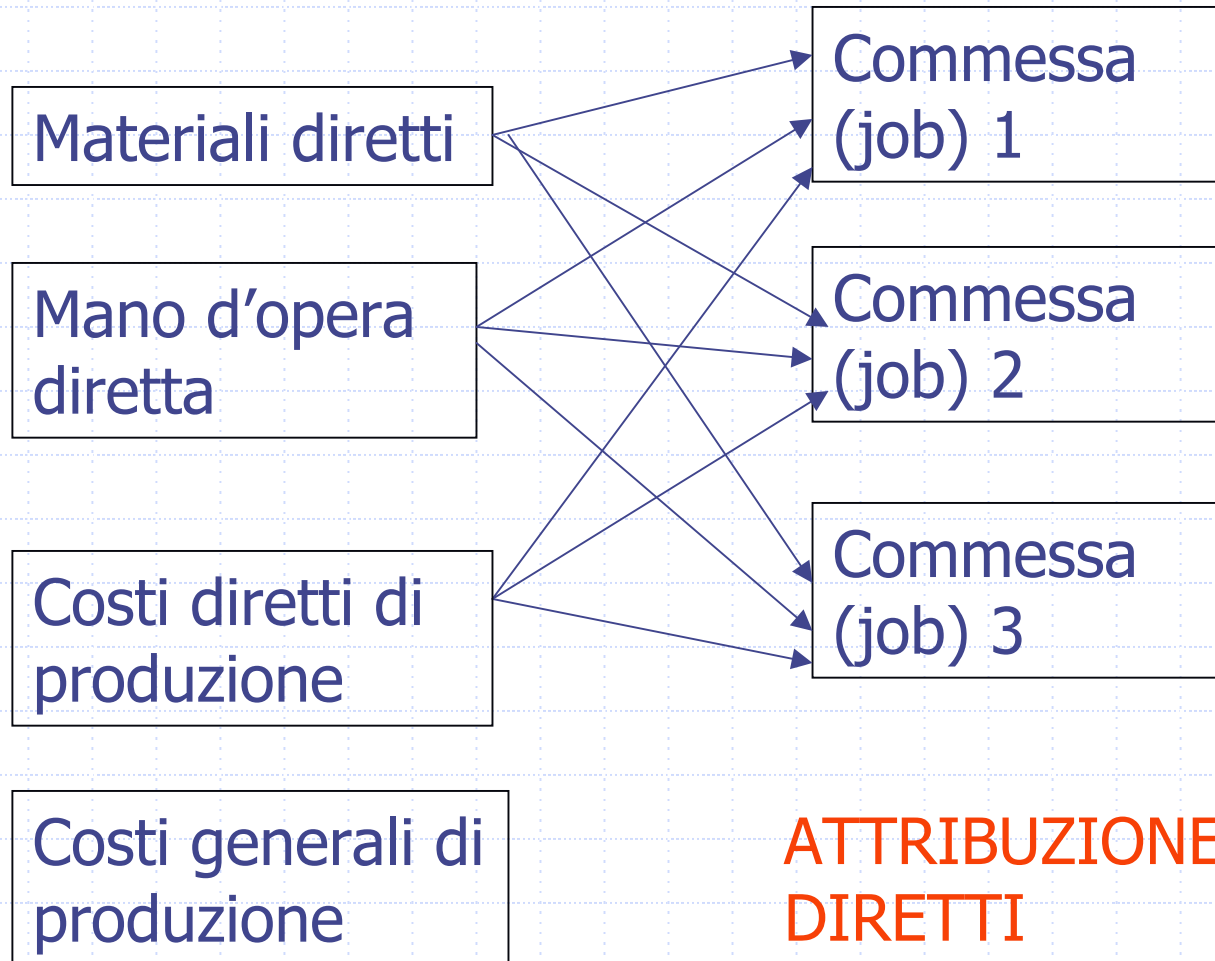 Materiali diretti
Mano d’opera
diretta
Costi diretti di
produzione
Costi generali di
produzione
Commessa
(job) 1
Commessa
(job) 2
Commessa
(job) 3
ATTRIBUZIONE
DIRETTI